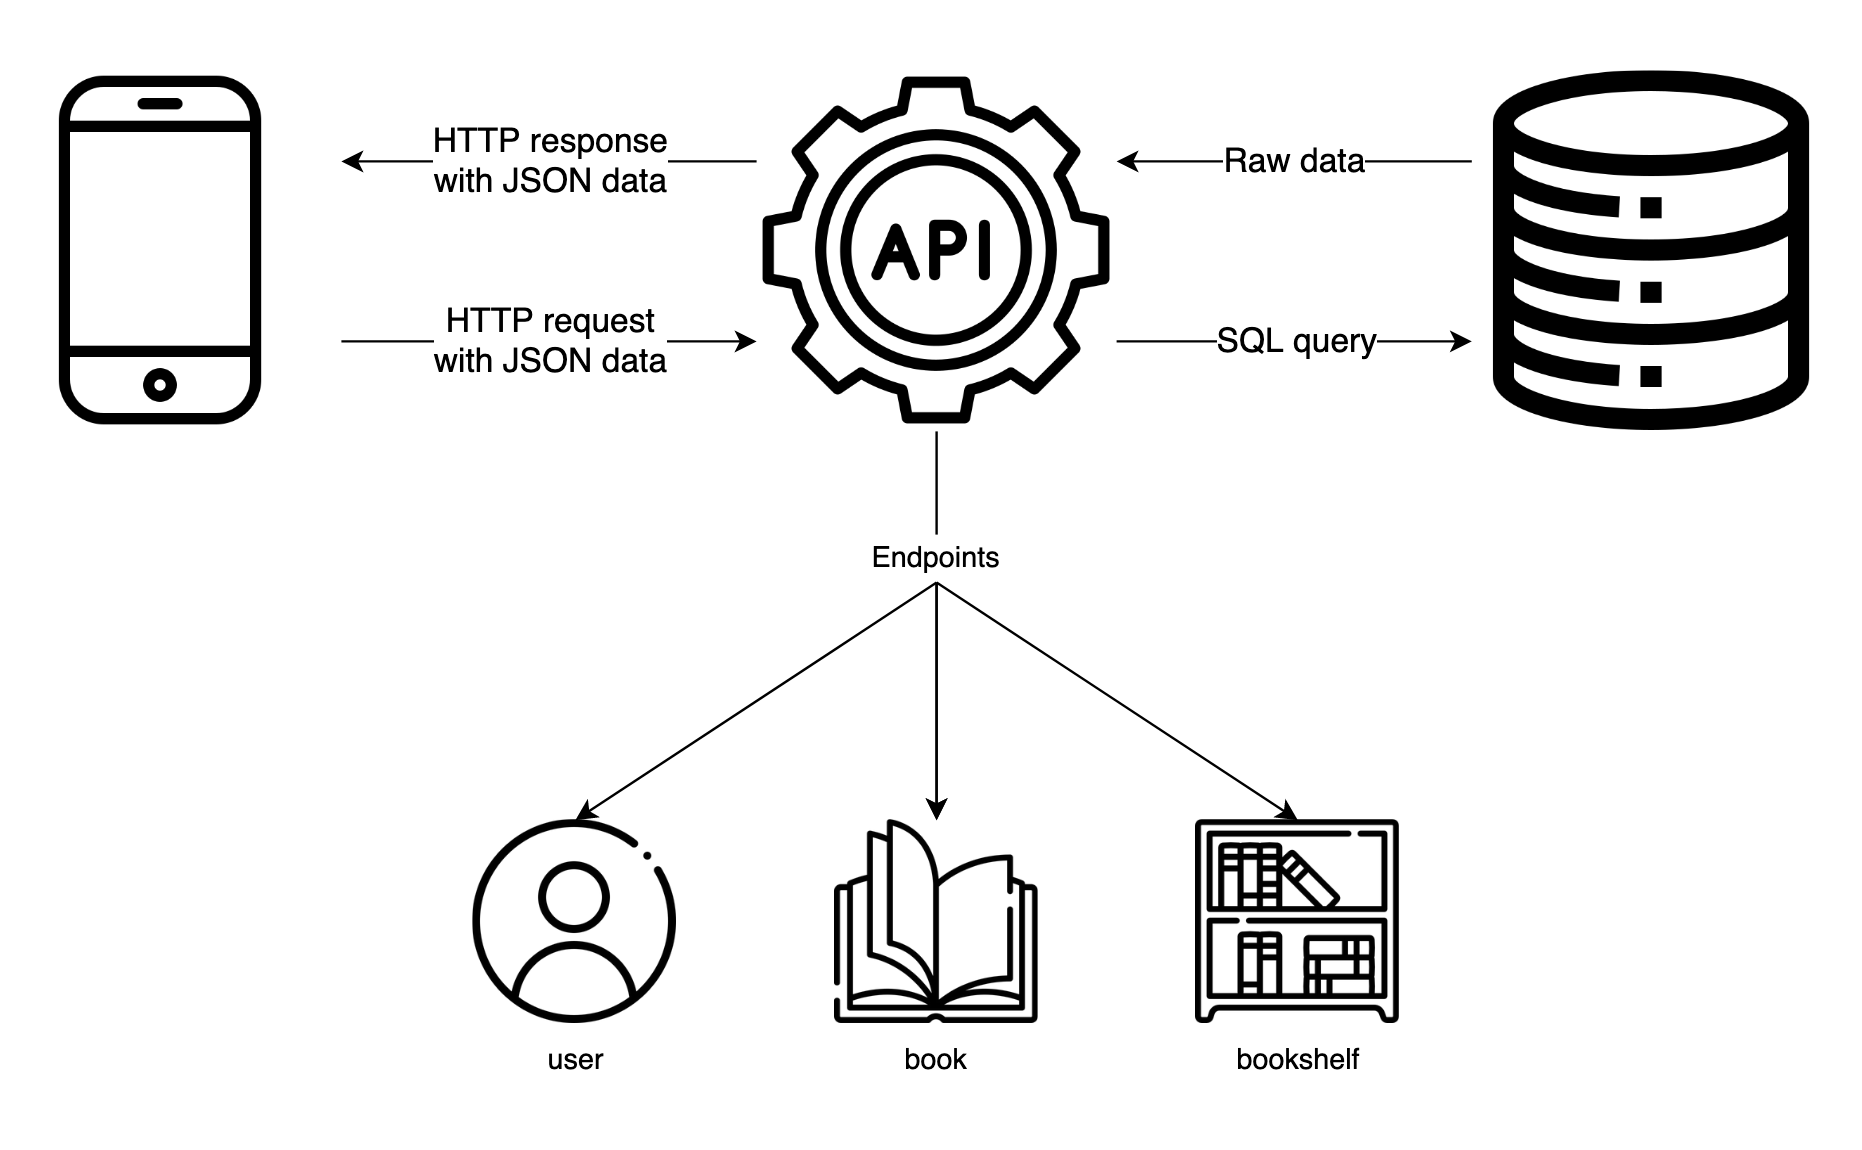 HTTP response
with JSON data
API
Raw data
HTTP request
with JSON data
SQL query
Endpoints
user
book
bookshelf